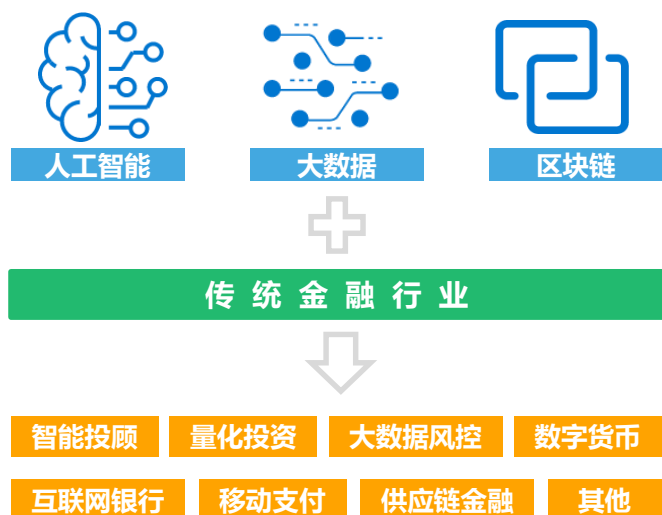 人工智能 大数据 区块链
传统金融行业
智能投顾 量化投资 大数据风控 数字货币
互联网银行 移动支付 供应链金融 其他